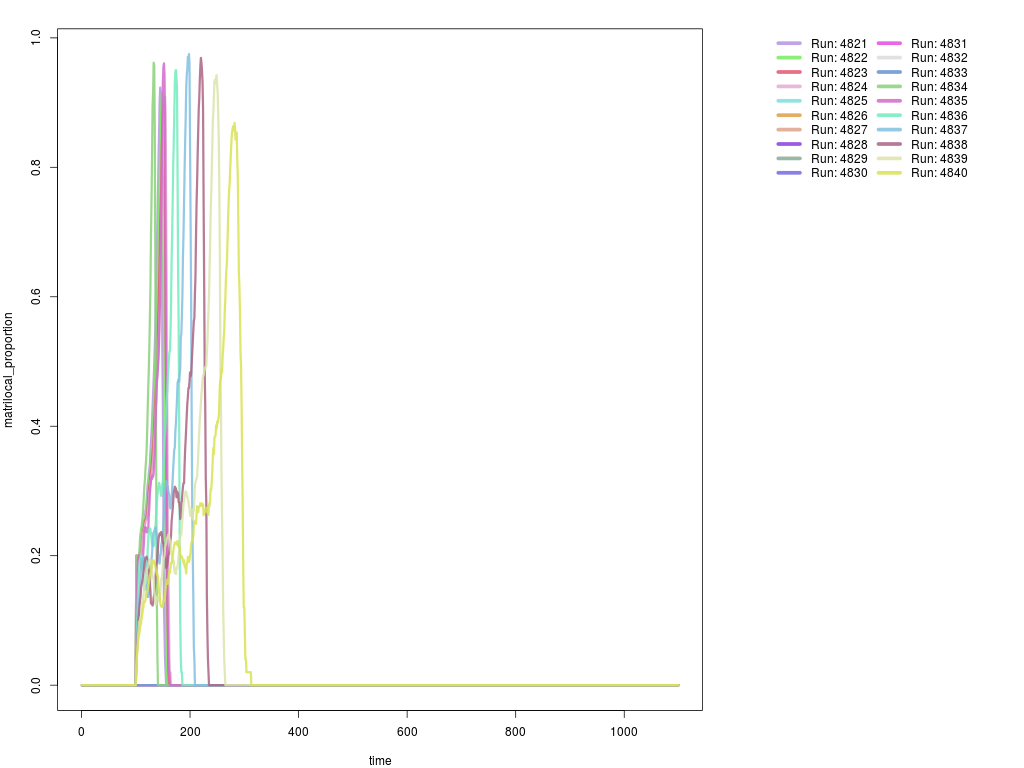 1.0
0.8
0.6
0.4
0.2
0.0
matrilocal_proportion
0
200
400
600
800
1000
time
Run: 4821
Run: 4822
Run: 4823
Run: 4824
Run: 4825
Run: 4826
Run: 4827
Run: 4828
Run: 4829
Run: 4830
Run: 4831
Run: 4832
Run: 4833
Run: 4834
Run: 4835
Run: 4836
Run: 4837
Run: 4838
Run: 4839
Run: 4840